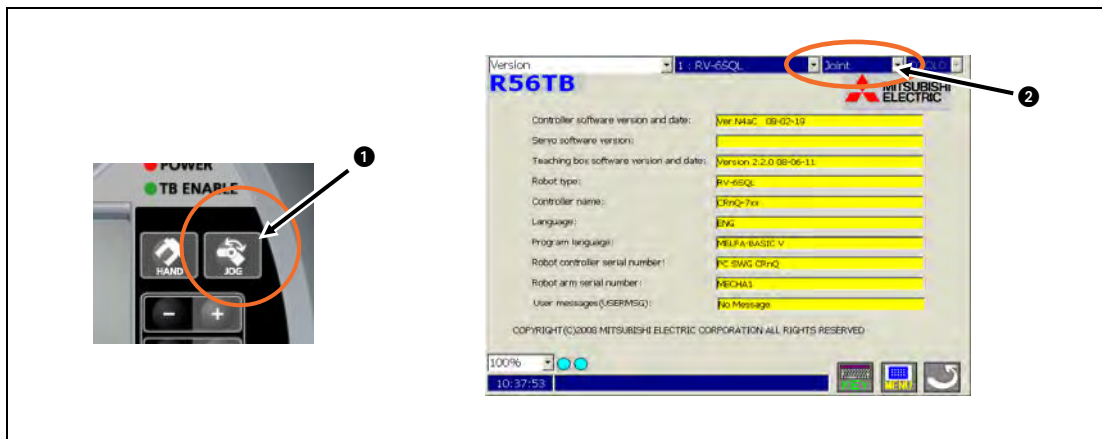 POWER
TB ENABLE
HAND
JOG
- +
❶
Version 1 : RV-6SQL Joint
R56TB
MITSUBISHI
ELECTRIC
❷
Controller software version and date: Ver.N4aC 08-02-19
Servo software version:
Teaching box software version and date: Version 2.2.0 08-06-11
Robot type: RV-6SQL
Controller name: CRnQ-7xx
Language: ENG
Program language: MELFA-BASIC V
Robot controller serial number: PC SWG CRnQ
Robot arm serial number: MECHA1
User messages(USERMSG): No Message
COPYRIGHT(C)2008 MITSUBISHI ELECTRIC CORPORATION ALL RIGHTS RESERVED
100%
10:37:53
MENU